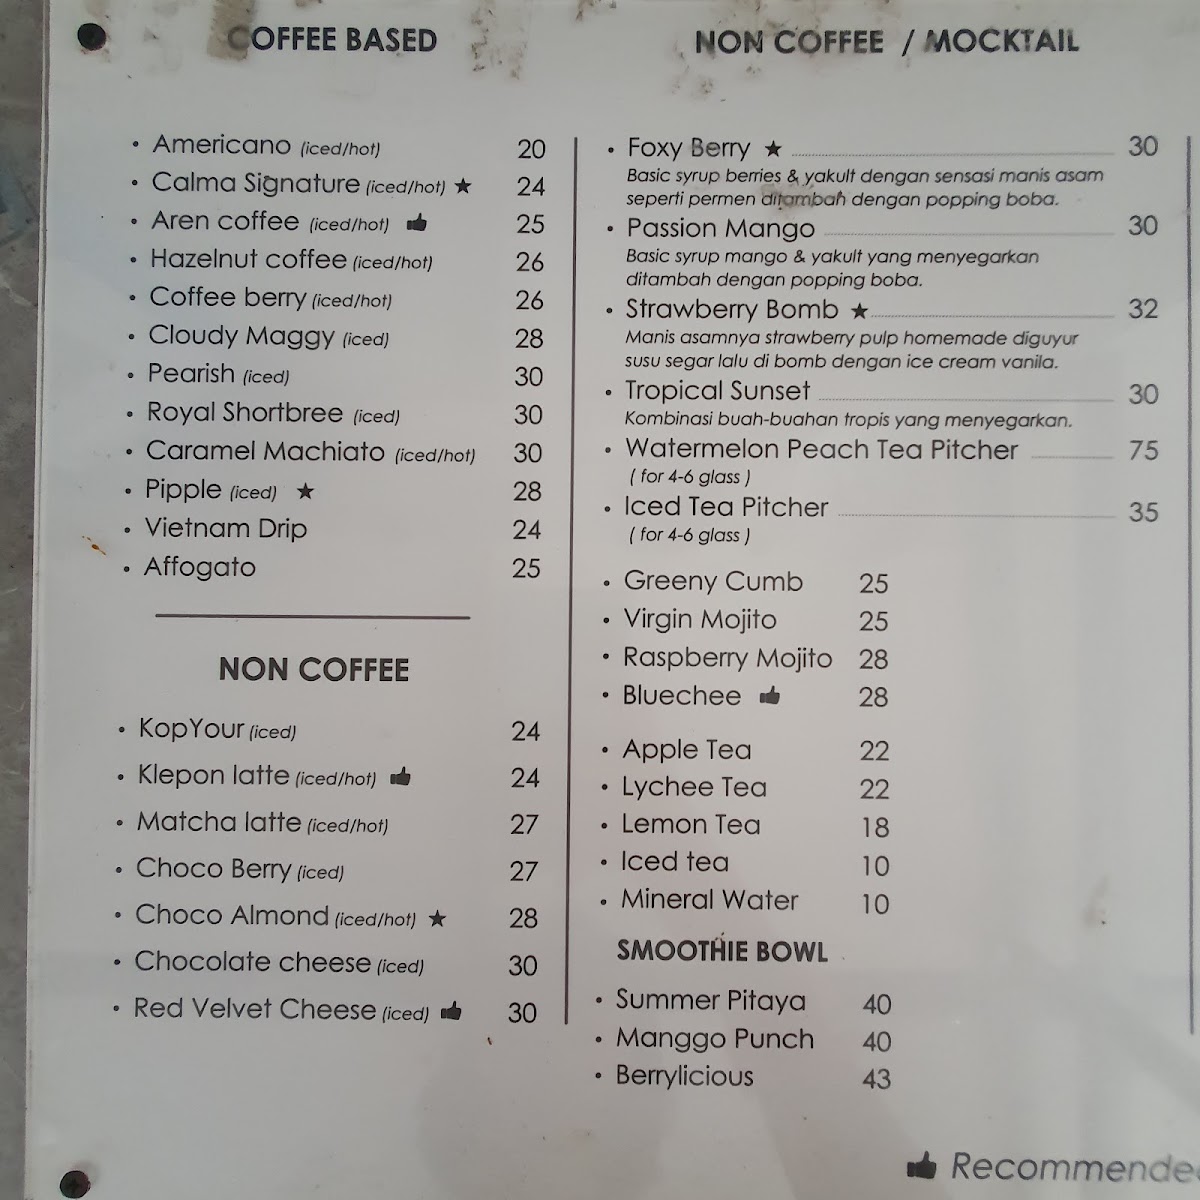 COFFEE BASED
• Americano (iced/hot) 20
• Calma Signature (iced/hot) ★ 24
• Aren coffee (iced/hot) 👍 25
• Hazelnut coffee (iced/hot) 26
• Coffee berry (iced/hot) 26
• Cloudy Maggy (iced) 28
• Pearish (iced) 30
• Royal Shortbree (iced) 30
• Caramel Machiato (iced/hot) 30
• Pipple (iced) ★ 28
• Vietnam Drip 24
• Affogato 25
NON COFFEE
• KopYour (iced) 24
• Klepon latte (iced/hot) 👍 24
• Matcha latte (iced/hot) 27
• Choco Berry (iced) 27
• Choco Almond (iced/hot) ★ 28
• Chocolate cheese (iced) 30
• Red Velvet Cheese (iced) 👍 30
NON COFFEE / MOCKTAIL
• Foxy Berry ★ 30
Basic syrup berries & yakult dengan sensasi manis asam
seperti permen ditambah dengan popping boba.
• Passion Mango 30
Basic syrup mango & yakult yang menyegarkan
ditambah dengan popping boba.
• Strawberry Bomb ★ 32
Manis asamnya strawberry pulp homemade diguyur
susu segar lalu di bomb dengan ice cream vanila.
• Tropical Sunset 30
Kombinasi buah-buahan tropis yang menyegarkan.
• Watermelon Peach Tea Pitcher 75
( for 4-6 glass )
• Iced Tea Pitcher 35
( for 4-6 glass )
• Greeny Cumb 25
• Virgin Mojito 25
• Raspberry Mojito 28
• Bluechee 👍 28
• Apple Tea 22
• Lychee Tea 22
• Lemon Tea 18
• Iced tea 10
• Mineral Water 10
SMOOTHIE BOWL
• Summer Pitaya 40
• Manggo Punch 40
• Berrylicious 43
👍 Recommende